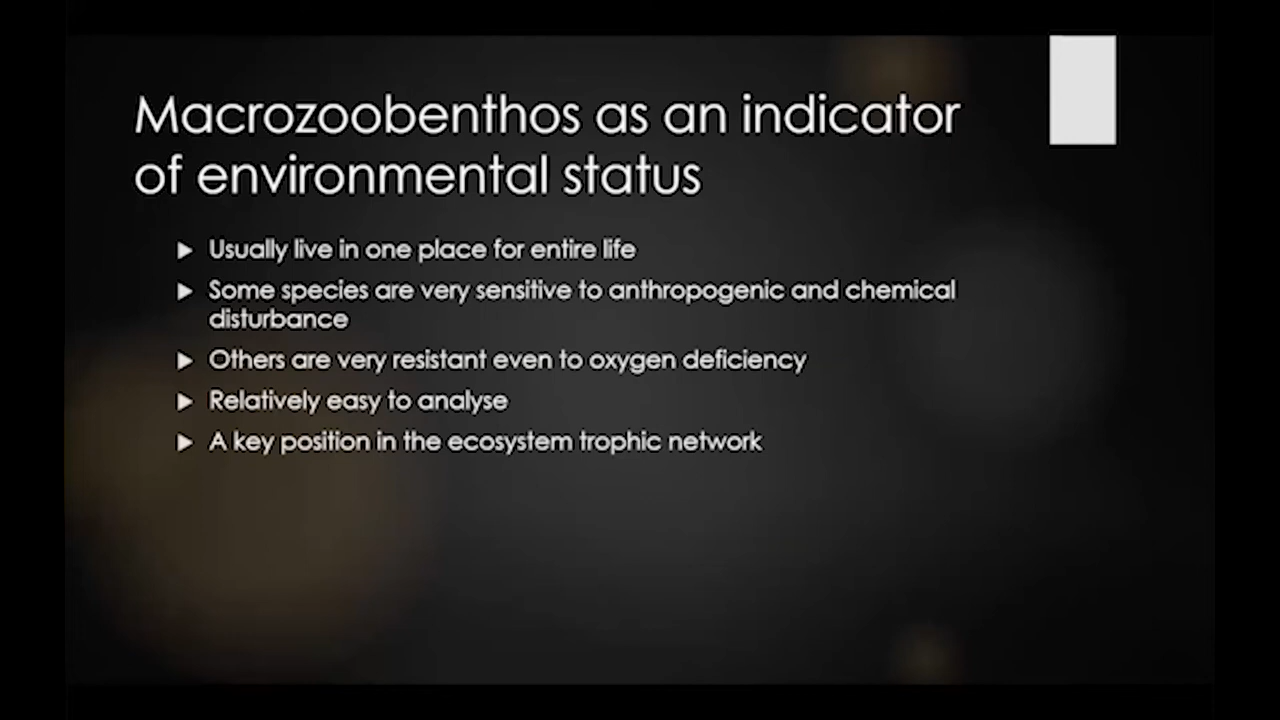 Macrozoobenthos as an indicator
of environmental status
Usually live in one place for entire life
Some species are very sensitive to anthropogenic and chemical
disturbance
Others are very resistant even to oxygen deficiency
Relatively easy to analyse
A key position in the ecosystem trophic network